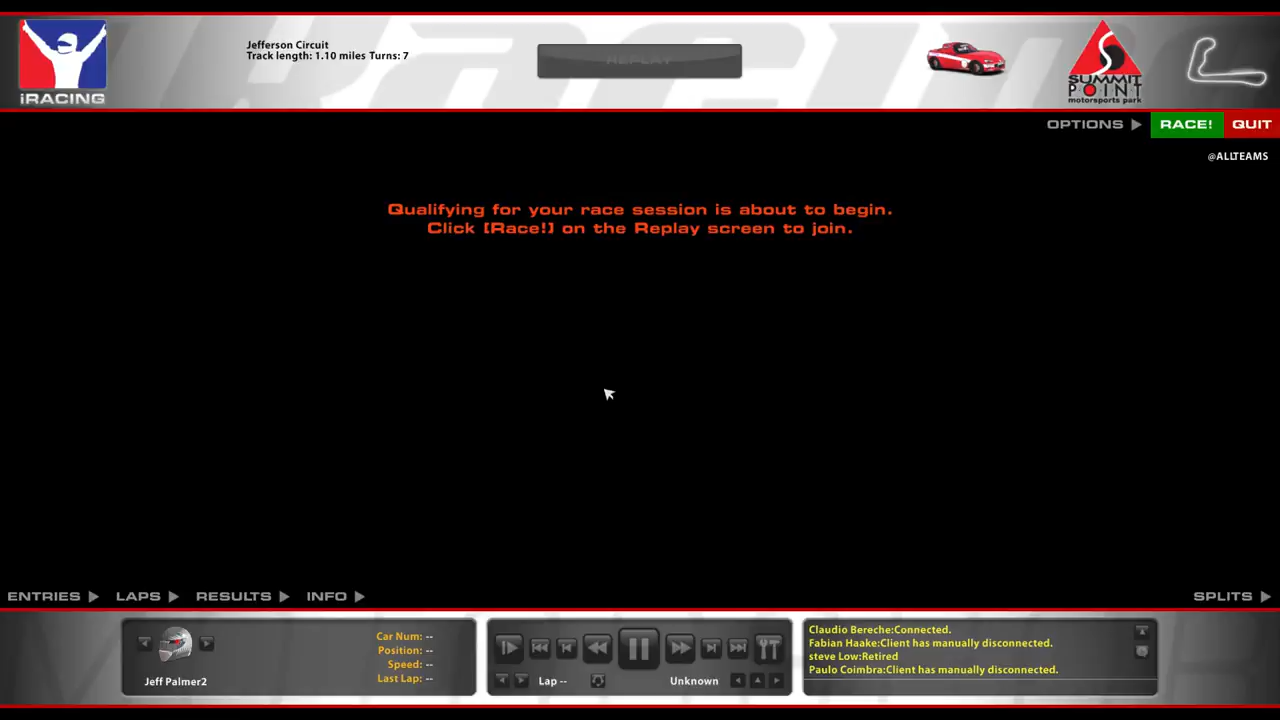 iRACING
Jefferson Circuit
Track length: 1.10 miles Turns: 7
REPLAY
SUMMIT
POINT
motorsports park
OPTIONS
RACE!
QUIT
@ALLTEAMS
Qualifying for your race session is about to begin.
Click [Race!] on the Replay screen to join.
ENTRIES
LAPS
RESULTS
INFO
SPLITS
Jeff Palmer2
Car Num: --
Position: --
Speed: --
Last Lap: --
Lap --
Unknown
Claudio Bereche:Connected.
Fabian Haake:Client has manually disconnected.
steve Low:Retired
Paulo Coimbra:Client has manually disconnected.